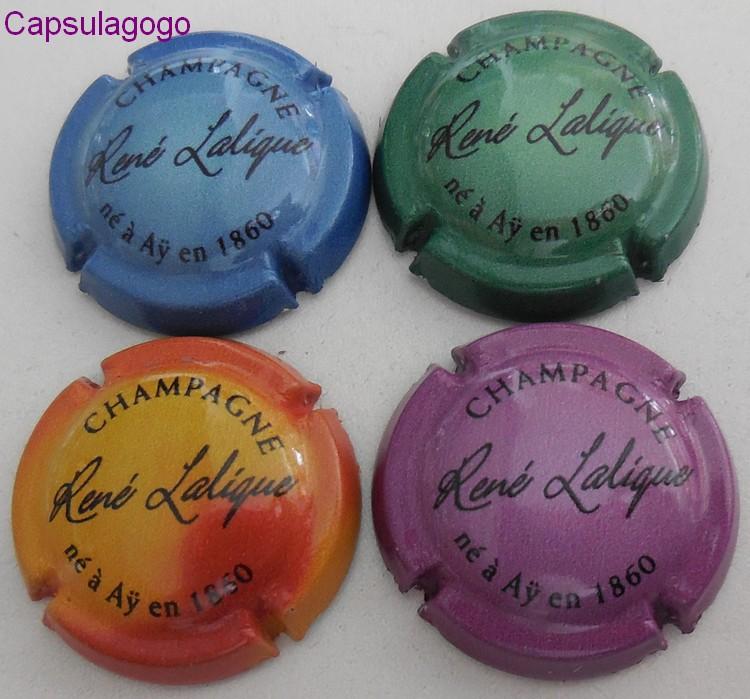 Capsulagogo
CHAMPAGNE
René Lalique
né à Aÿ en 1860
CHAMPAGNE
René Lalique
né à Aÿ en 1860
CHAMPAGNE
René Lalique
né à Aÿ en 1860
CHAMPAGNE
René Lalique
né à Aÿ en 1860